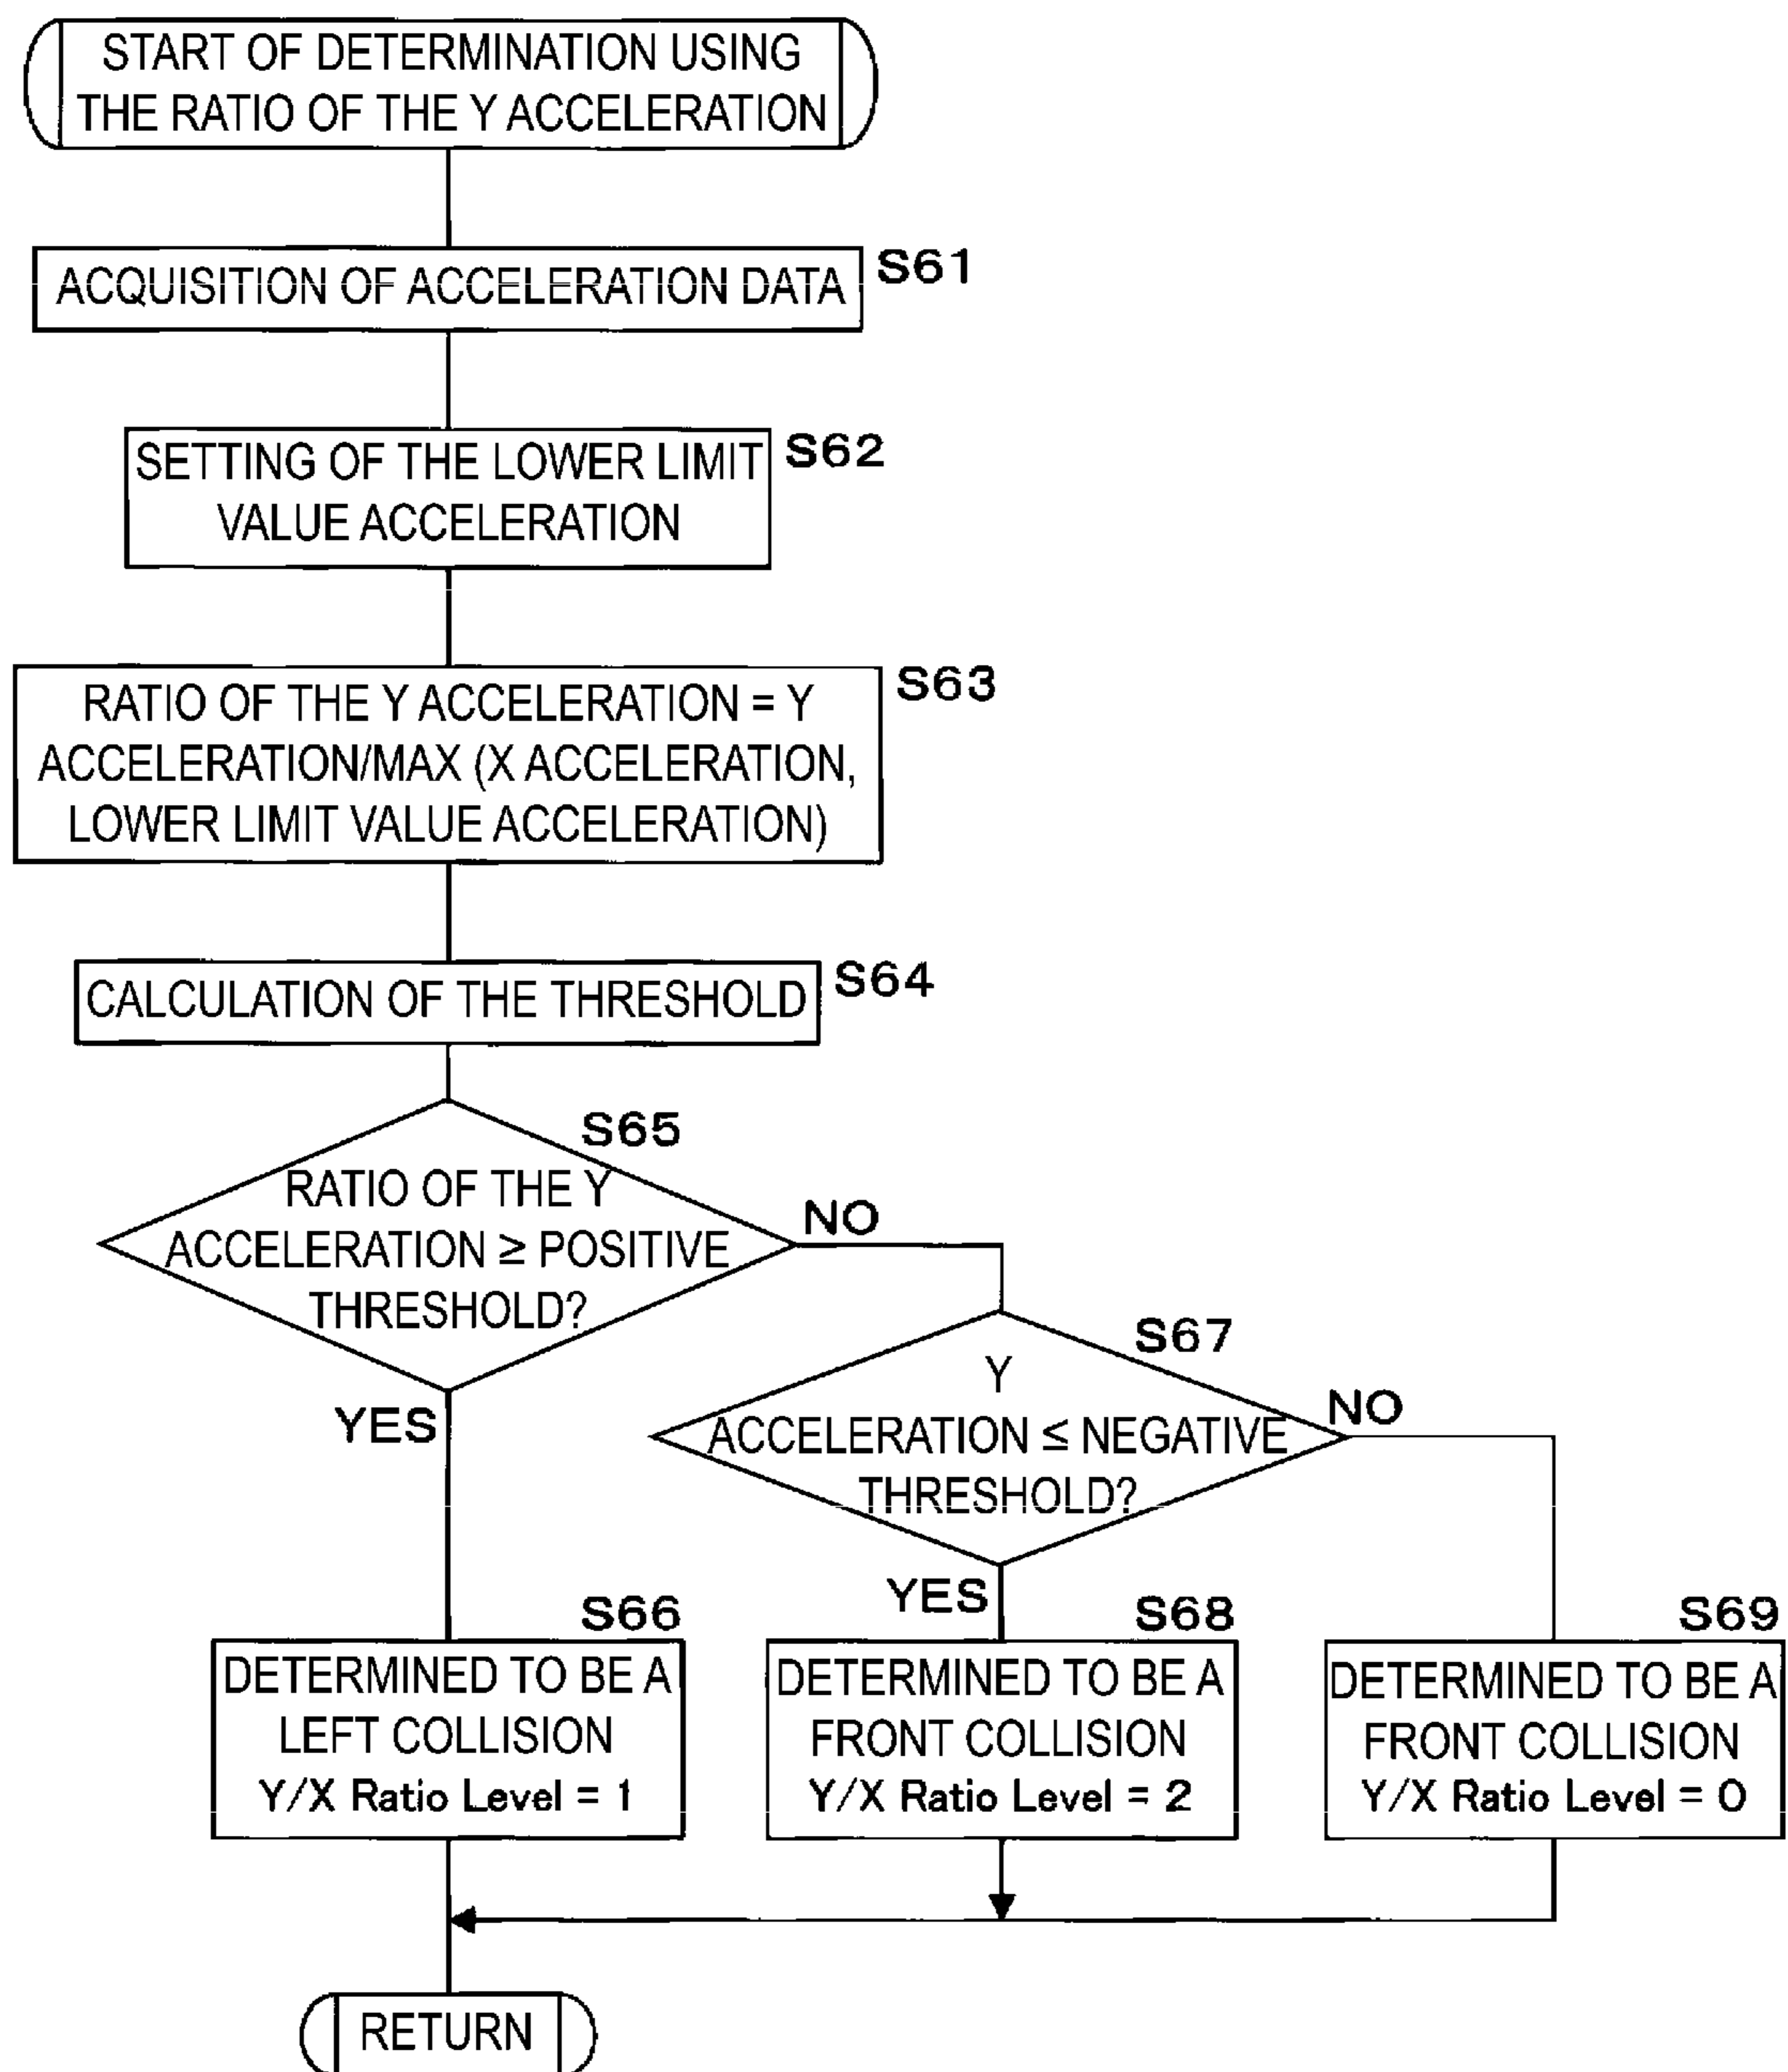 START OF DETERMINATION USING
THE RATIO OF THE Y ACCELERATION
ACQUISITION OF ACCELERATION DATA
S61
SETTING OF THE LOWER LIMIT
VALUE ACCELERATION
S62
RATIO OF THE Y ACCELERATION = Y
ACCELERATION/MAX (X ACCELERATION,
LOWER LIMIT VALUE ACCELERATION)
S63
CALCULATION OF THE THRESHOLD
S64
S65
RATIO OF THE Y
ACCELERATION ≥ POSITIVE
THRESHOLD?
NO
YES
S67
Y
ACCELERATION ≤ NEGATIVE
THRESHOLD?
NO
YES
S66
DETERMINED TO BE A
LEFT COLLISION
Y/X Ratio Level = 1
S68
DETERMINED TO BE A
FRONT COLLISION
Y/X Ratio Level = 2
S69
DETERMINED TO BE A
FRONT COLLISION
Y/X Ratio Level = 0
RETURN